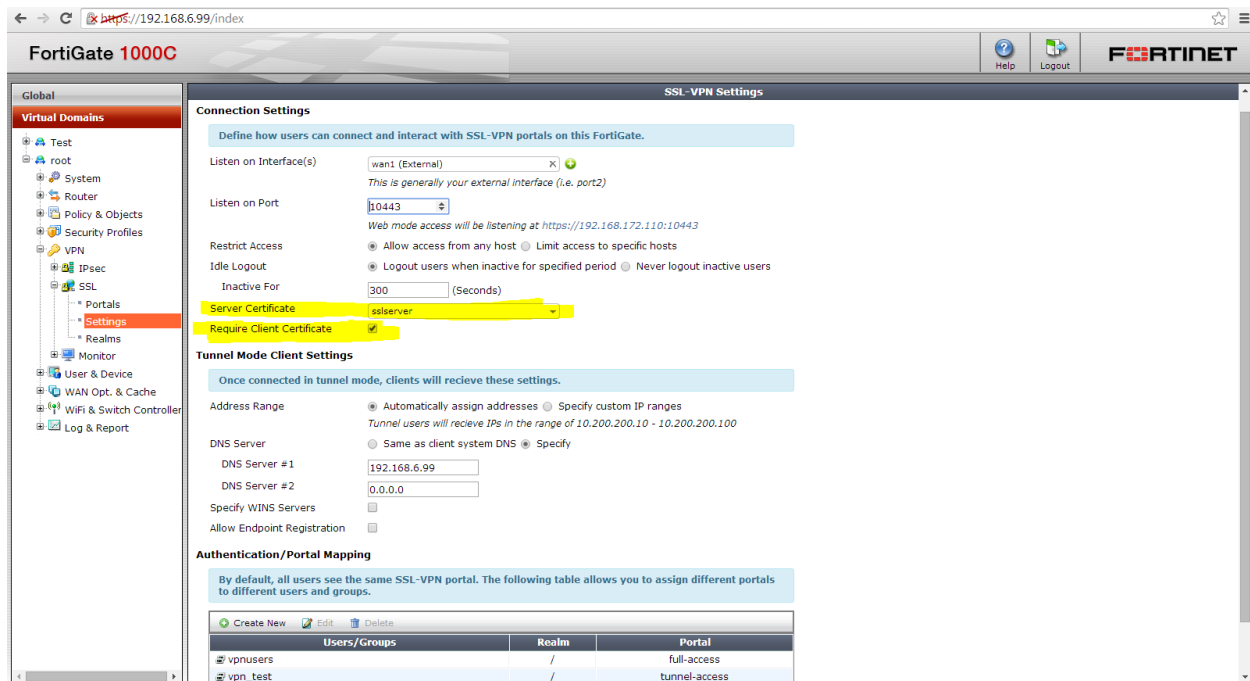 https://192.168.6.99/index
FortiGate 1000C
Help
Logout
FORTINET
Global
Virtual Domains
Test
root
System
Router
Policy & Objects
Security Profiles
VPN
IPsec
SSL
Portals
Settings
Realms
Monitor
User & Device
WAN Opt. & Cache
WiFi & Switch Controller
Log & Report
SSL-VPN Settings
Connection Settings
Define how users can connect and interact with SSL-VPN portals on this FortiGate.
Listen on Interface(s) wan1 (External)
This is generally your external interface (i.e. port2)
Listen on Port 10443
Web mode access will be listening at https://192.168.172.110:10443
Restrict Access Allow access from any host Limit access to specific hosts
Idle Logout Logout users when inactive for specified period Never logout inactive users
Inactive For 300 (Seconds)
Server Certificate sslserver
Require Client Certificate
Tunnel Mode Client Settings
Once connected in tunnel mode, clients will recieve these settings.
Address Range Automatically assign addresses Specify custom IP ranges
Tunnel users will recieve IPs in the range of 10.200.200.10 - 10.200.200.100
DNS Server Same as client system DNS Specify
DNS Server #1 192.168.6.99
DNS Server #2 0.0.0.0
Specify WINS Servers
Allow Endpoint Registration
Authentication/Portal Mapping
By default, all users see the same SSL-VPN portal. The following table allows you to assign different portals
to different users and groups.
Create New Edit Delete
Users/Groups Realm Portal
vpnusers / full-access
vpn_test / tunnel-access